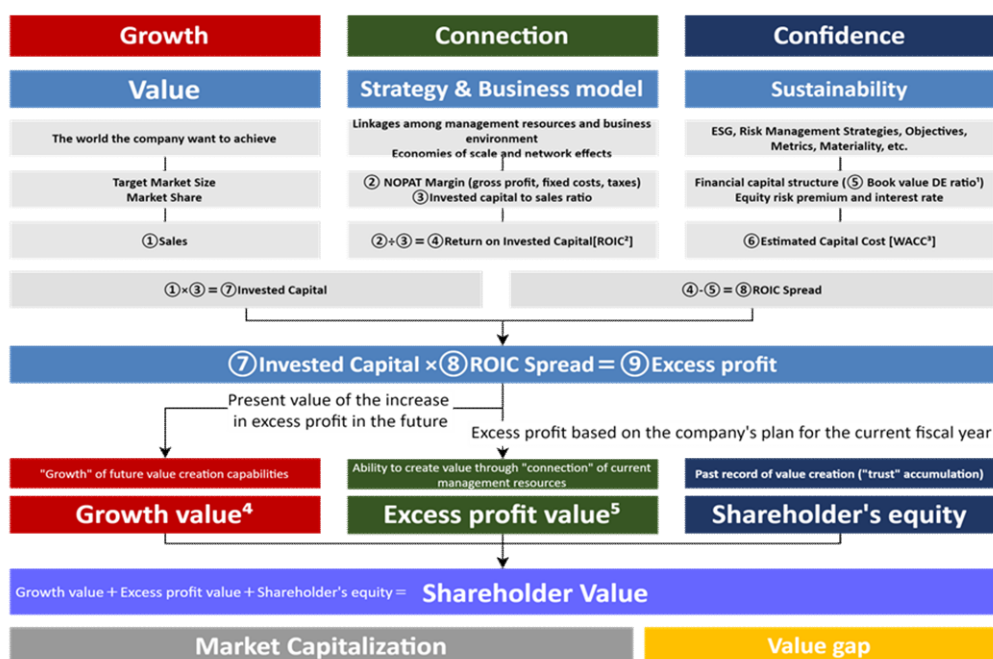 Growth
Connection
Confidence
Value
Strategy & Business model
Sustainability
The world the company want to achieve
Linkages among management resources and business
environment
Economies of scale and network effects
ESG, Risk Management Strategies, Objectives,
Metrics, Materiality, etc.
Target Market Size
Market Share
② NOPAT Margin (gross profit, fixed costs, taxes)
③Invested capital to sales ratio
Financial capital structure (⑤ Book value DE ratio¹)
Equity risk premium and interest rate
①Sales
②÷③＝④Return on Invested Capital[ROIC²]
⑥Estimated Capital Cost [WACC³]
①×③＝⑦Invested Capital
④-⑤＝⑧ROIC Spread
⑦Invested Capital ×⑧ROIC Spread＝⑨Excess profit
Present value of the increase
in excess profit in the future
Excess profit based on the company's plan for the current fiscal year
"Growth" of future value creation capabilities
Ability to create value through "connection" of current
management resources
Past record of value creation ("trust" accumulation)
Growth value⁴
Excess profit value⁵
Shareholder's equity
Growth value＋Excess profit value＋Shareholder's equity＝ Shareholder Value
Market Capitalization
Value gap